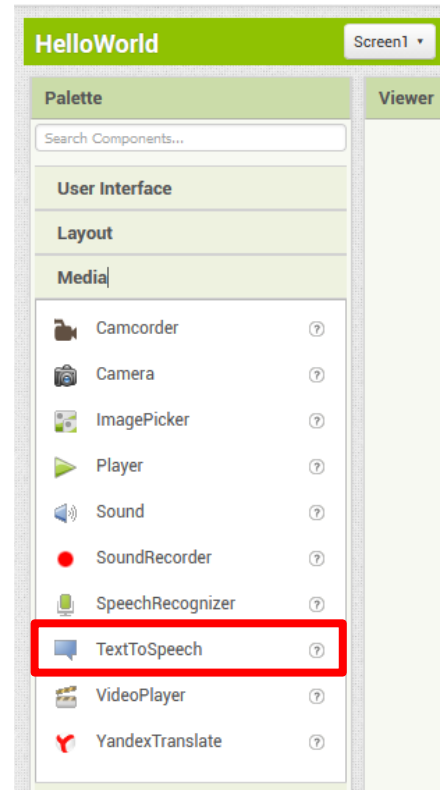 HelloWorld
Screen1
Palette
Viewer
Search Components...
User Interface
Layout
Media
Camcorder ?
Camera ?
ImagePicker ?
Player ?
Sound ?
SoundRecorder ?
SpeechRecognizer ?
TextToSpeech ?
VideoPlayer ?
YandexTranslate ?